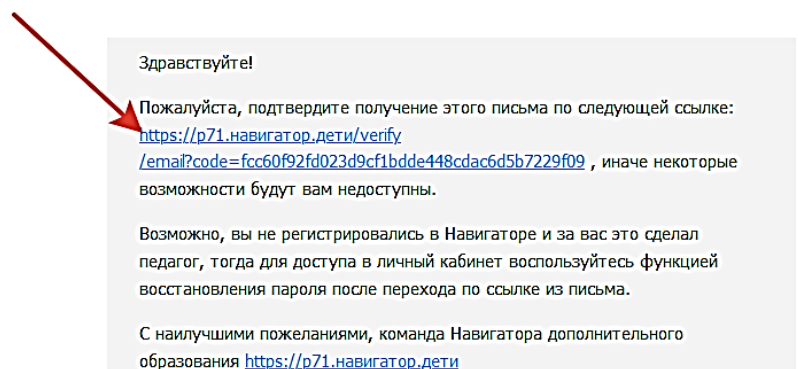 Здравствуйте!
Пожалуйста, подтвердите получение этого письма по следующей ссылке:
https://р71.навигатор.дети/verify
/email?code=fcc60f92fd023d9cf1bdde448cdac6d5b7229f09 , иначе некоторые
возможности будут вам недоступны.
Возможно, вы не регистрировались в Навигаторе и за вас это сделал
педагог, тогда для доступа в личный кабинет воспользуйтесь функцией
восстановления пароля после перехода по ссылке из письма.
С наилучшими пожеланиями, команда Навигатора дополнительного
образования https://р71.навигатор.дети